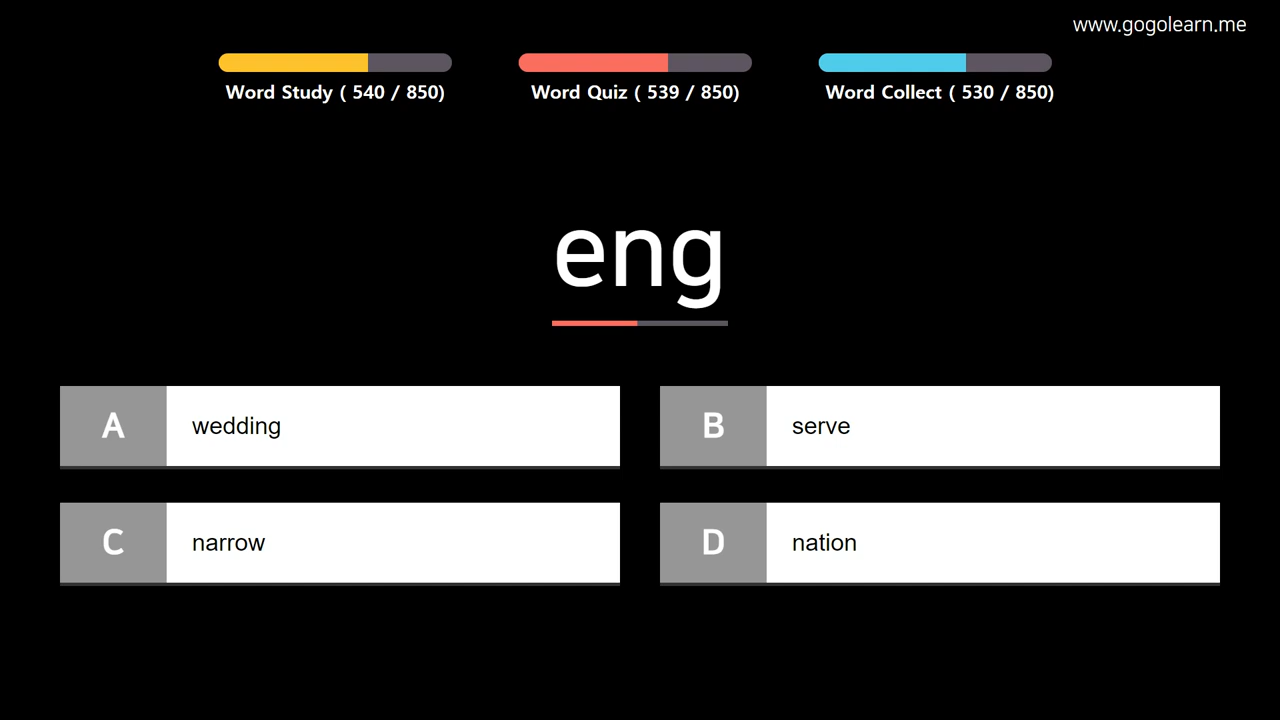 www.gogolearn.me
Word Study ( 540 / 850)
Word Quiz ( 539 / 850)
Word Collect ( 530 / 850)
eng
A wedding
B serve
C narrow
D nation